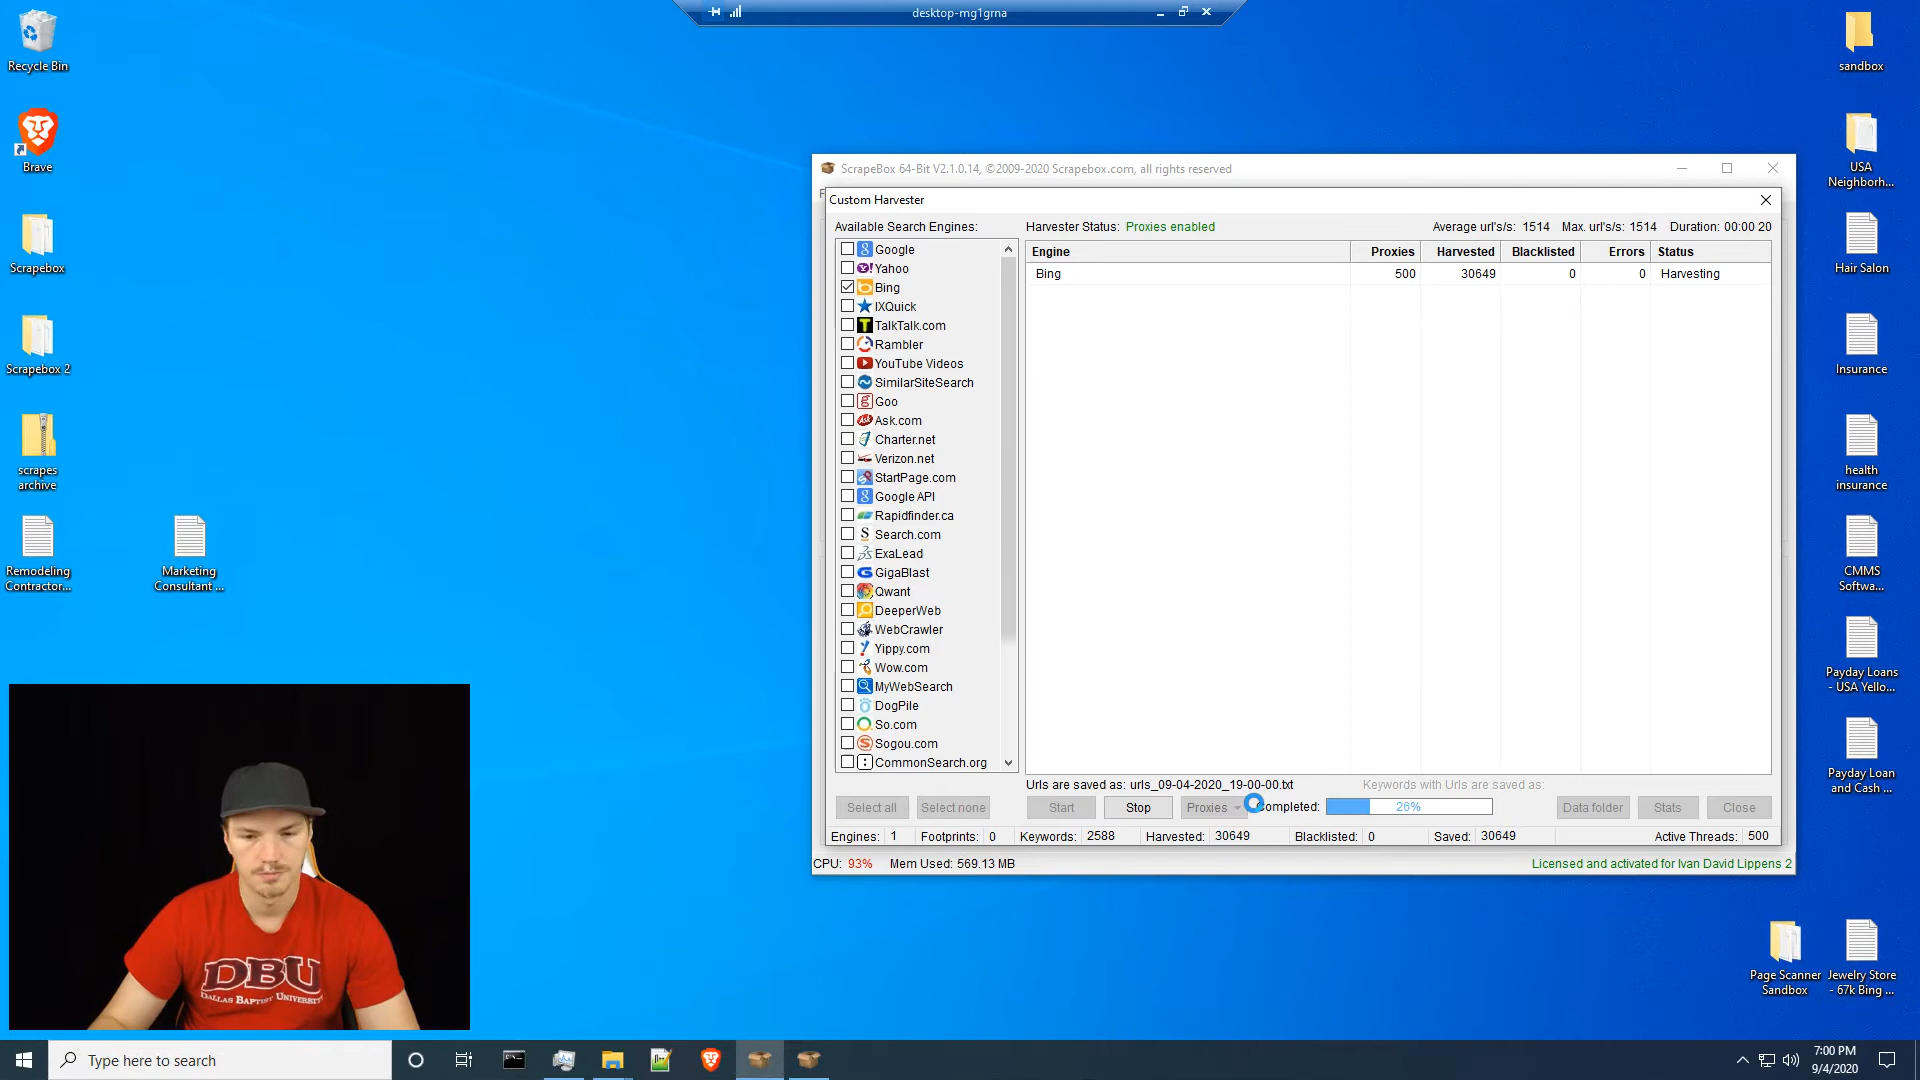 desktop-mg1grna
Recycle Bin
Brave
Scrapebox
Scrapebox 2
scrapes
archive
Remodeling
Contractor...
Marketing
Consultant ...
sandbox
USA
Neighborh...
Hair Salon
Insurance
health
insurance
CMMS
Softwa...
Payday Loans
- USA Yello...
Payday Loan
and Cash ...
Page Scanner
Sandbox
Jewelry Store
- 67k Bing ...
ScrapeBox 64-Bit V2.1.0.14, ©2009-2020 Scrapebox.com, all rights reserved
Custom Harvester
Available Search Engines:
Harvester Status: Proxies enabled
Average url's/s: 1514 Max. url's/s: 1514 Duration: 00:00 20
Google
Yahoo
Bing
IXQuick
TalkTalk.com
Rambler
YouTube Videos
SimilarSiteSearch
Goo
Ask.com
Charter.net
Verizon.net
StartPage.com
Google API
Rapidfinder.ca
Search.com
ExaLead
GigaBlast
Qwant
DeeperWeb
WebCrawler
Yippy.com
Wow.com
MyWebSearch
DogPile
So.com
Sogou.com
CommonSearch.org
Engine Proxies Harvested Blacklisted Errors Status
Bing 500 30649 0 0 Harvesting
Urls are saved as: urls_09-04-2020_19-00-00.txt
Keywords with Urls are saved as:
Select all Select none Start Stop Proxies Completed: 26% Data folder Stats Close
Engines: 1 Footprints: 0 Keywords: 2588 Harvested: 30649 Blacklisted: 0 Saved: 30649 Active Threads: 500
CPU: 93% Mem Used: 569.13 MB
Licensed and activated for Ivan David Lippens 2
DBU
DALLAS BAPTIST UNIVERSITY
Type here to search
7:00 PM
9/4/2020